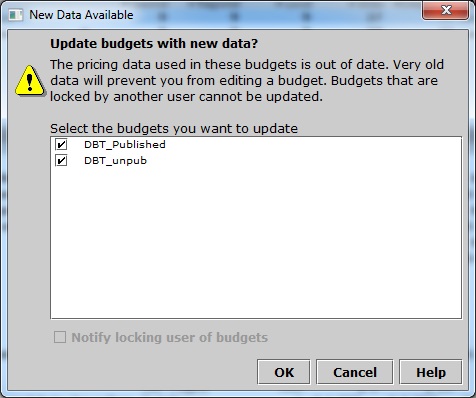 New Data Available
Update budgets with new data?
The pricing data used in these budgets is out of date. Very old
data will prevent you from editing a budget. Budgets that are
locked by another user cannot be updated.
Select the budgets you want to update
DBT_Published
DBT_unpub
Notify locking user of budgets
OK Cancel Help